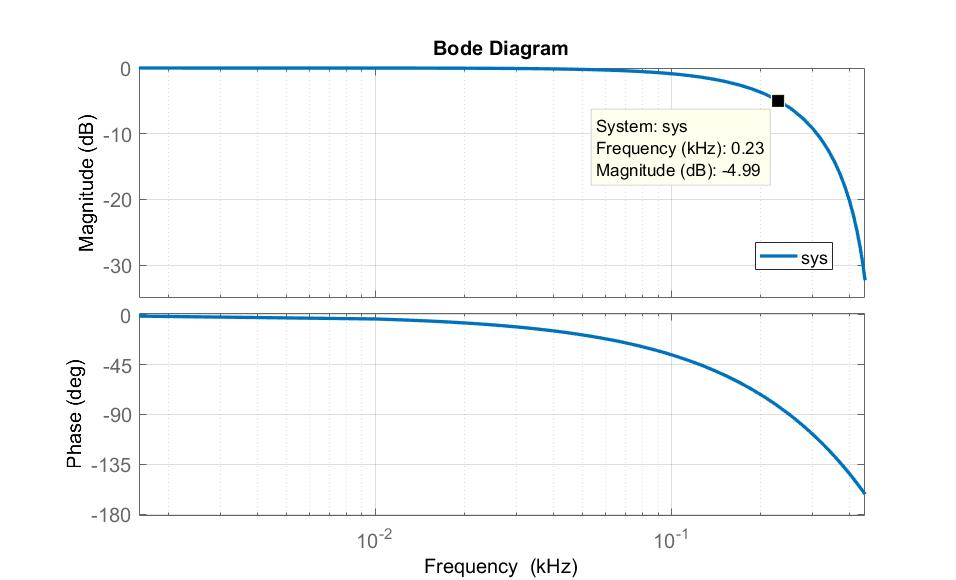 Bode Diagram
Magnitude (dB)
0
-10
-20
-30
System: sys
Frequency (kHz): 0.23
Magnitude (dB): -4.99
sys
Phase (deg)
0
-45
-90
-135
-180
10-2 10-1
Frequency (kHz)